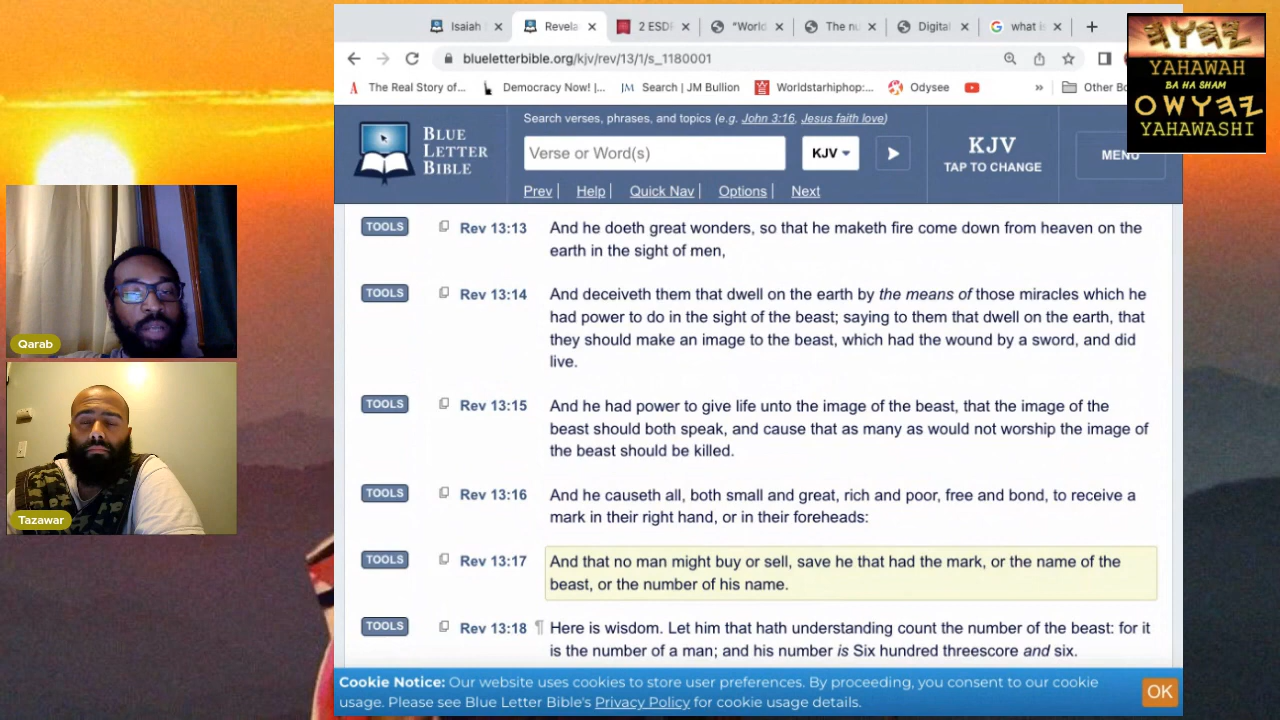 Isaiah
Revela
2 ESDI
"World
The nu
Digital
what is
blueletterbible.org/kjv/rev/13/1/s_1180001
The Real Story of...
Democracy Now! |...
JM Search | JM Bullion
Worldstarhiphop:...
Odysee
»
Other Bo
YAHAWAH
BA HA SHAM
YAHAWASHI
BLUE
LETTER
BIBLE
Search verses, phrases, and topics (e.g. John 3:16, Jesus faith love)
Verse or Word(s)
KJV
KJV
TAP TO CHANGE
MENU
Prev | Help | Quick Nav | Options | Next
TOOLS Rev 13:13 And he doeth great wonders, so that he maketh fire come down from heaven on the
earth in the sight of men,
TOOLS Rev 13:14 And deceiveth them that dwell on the earth by the means of those miracles which he
had power to do in the sight of the beast; saying to them that dwell on the earth, that
they should make an image to the beast, which had the wound by a sword, and did
live.
TOOLS Rev 13:15 And he had power to give life unto the image of the beast, that the image of the
beast should both speak, and cause that as many as would not worship the image of
the beast should be killed.
TOOLS Rev 13:16 And he causeth all, both small and great, rich and poor, free and bond, to receive a
mark in their right hand, or in their foreheads:
TOOLS Rev 13:17 And that no man might buy or sell, save he that had the mark, or the name of the
beast, or the number of his name.
TOOLS Rev 13:18 ¶ Here is wisdom. Let him that hath understanding count the number of the beast: for it
is the number of a man; and his number is Six hundred threescore and six.
Cookie Notice: Our website uses cookies to store user preferences. By proceeding, you consent to our cookie
usage. Please see Blue Letter Bible's Privacy Policy for cookie usage details.
OK
Qarab
Tazawar